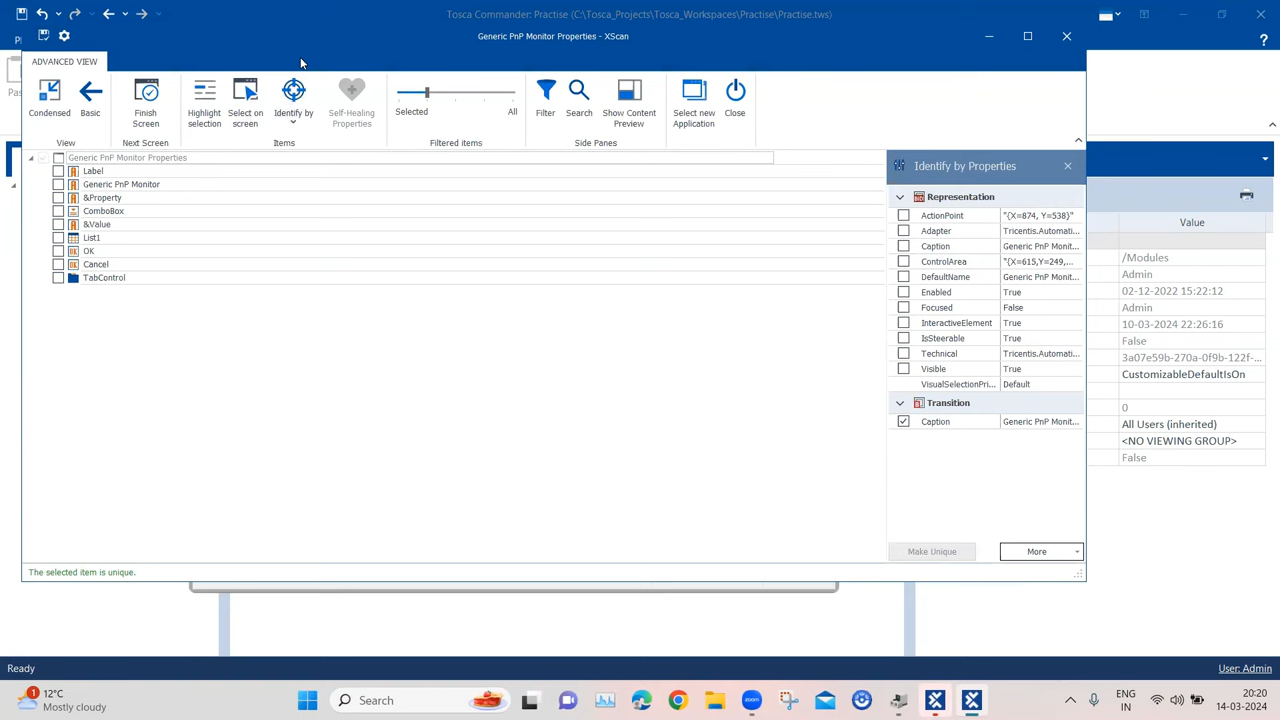 Tosca Commander: Practise (C:\Tosca_Projects\Tosca_Workspaces\Practise\Practise.tws)
Generic PnP Monitor Properties - XScan
ADVANCED VIEW
Condensed
Basic
Finish
Screen
Highlight
selection
Select on
screen
Identify by
Self-Healing
Properties
Selected
All
Filter
Search
Show Content
Preview
Select new
Application
Close
View
Next Screen
Items
Filtered items
Side Panes
Generic PnP Monitor Properties
Label
Generic PnP Monitor
&Property
ComboBox
&Value
List1
OK
Cancel
TabControl
Identify by Properties
Representation
ActionPoint "{X=874, Y=538}"
Adapter Tricentis.Automati...
Caption Generic PnP Monit...
ControlArea "{X=615,Y=249,...
DefaultName Generic PnP Monit...
Enabled True
Focused False
InteractiveElement True
IsSteerable True
Technical Tricentis.Automati...
Visible True
VisualSelectionPri... Default
Transition
Caption Generic PnP Monit...
Make Unique
More
The selected item is unique.
Value
/Modules
Admin
02-12-2022 15:22:12
Admin
10-03-2024 22:26:16
False
3a07e59b-270a-0f9b-122f-...
CustomizableDefaultIsOn
0
All Users (inherited)
<NO VIEWING GROUP>
False
Ready
User: Admin
1
12°C
Mostly cloudy
Search
ENG
IN
20:20
14-03-2024